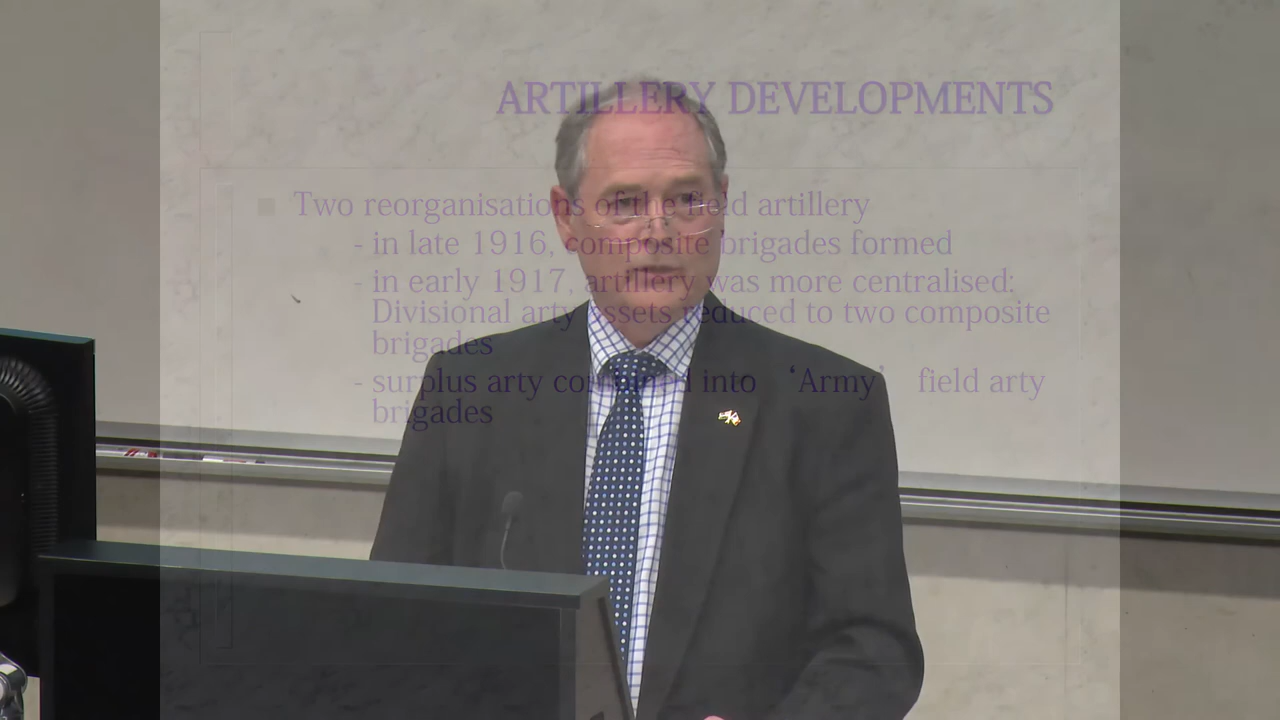 ARTILLERY DEVELOPMENTS
Two reorganisations of the field artillery
- in late 1916, composite brigades formed
- in early 1917, artillery was more centralised:
Divisional arty assets reduced to two composite
brigades
- surplus arty combined into ‘Army’ field arty
brigades